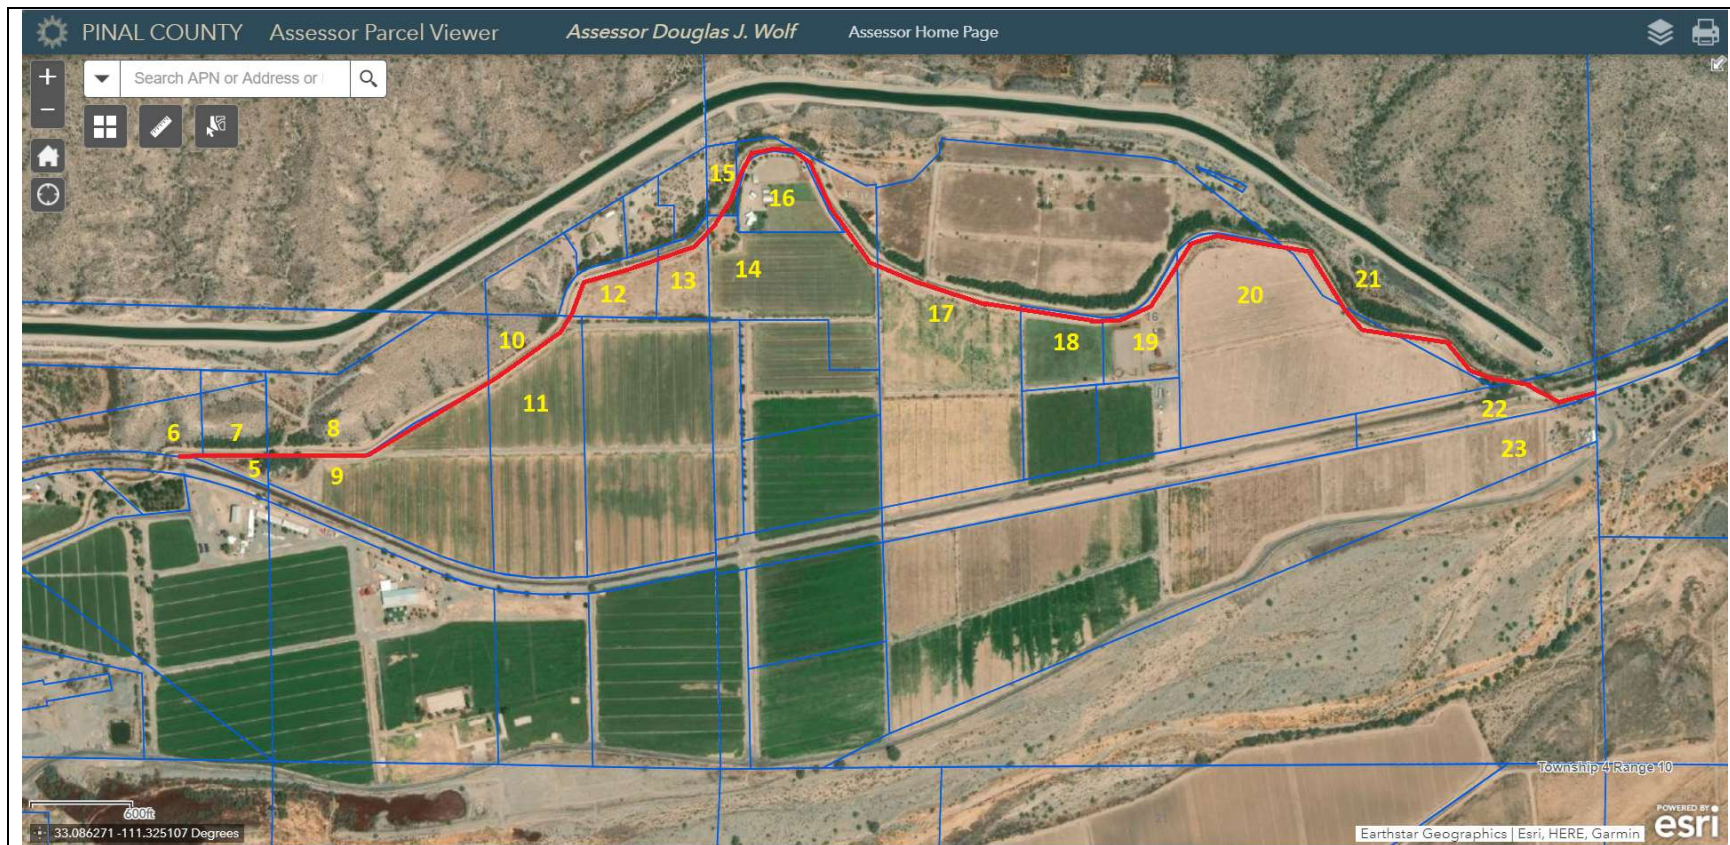 PINAL COUNTY Assessor Parcel Viewer Assessor Douglas J. Wolf Assessor Home Page
+ Search APN or Address or
−
15
16
14
13
12
21
20
17
16
18
19
10
11
22
6
7
8
23
5
9
Township 4 Range 10
600ft
33.086271 -111.325107 Degrees
21
POWERED BY
esri
Earthstar Geographics | Esri, HERE, Garmin